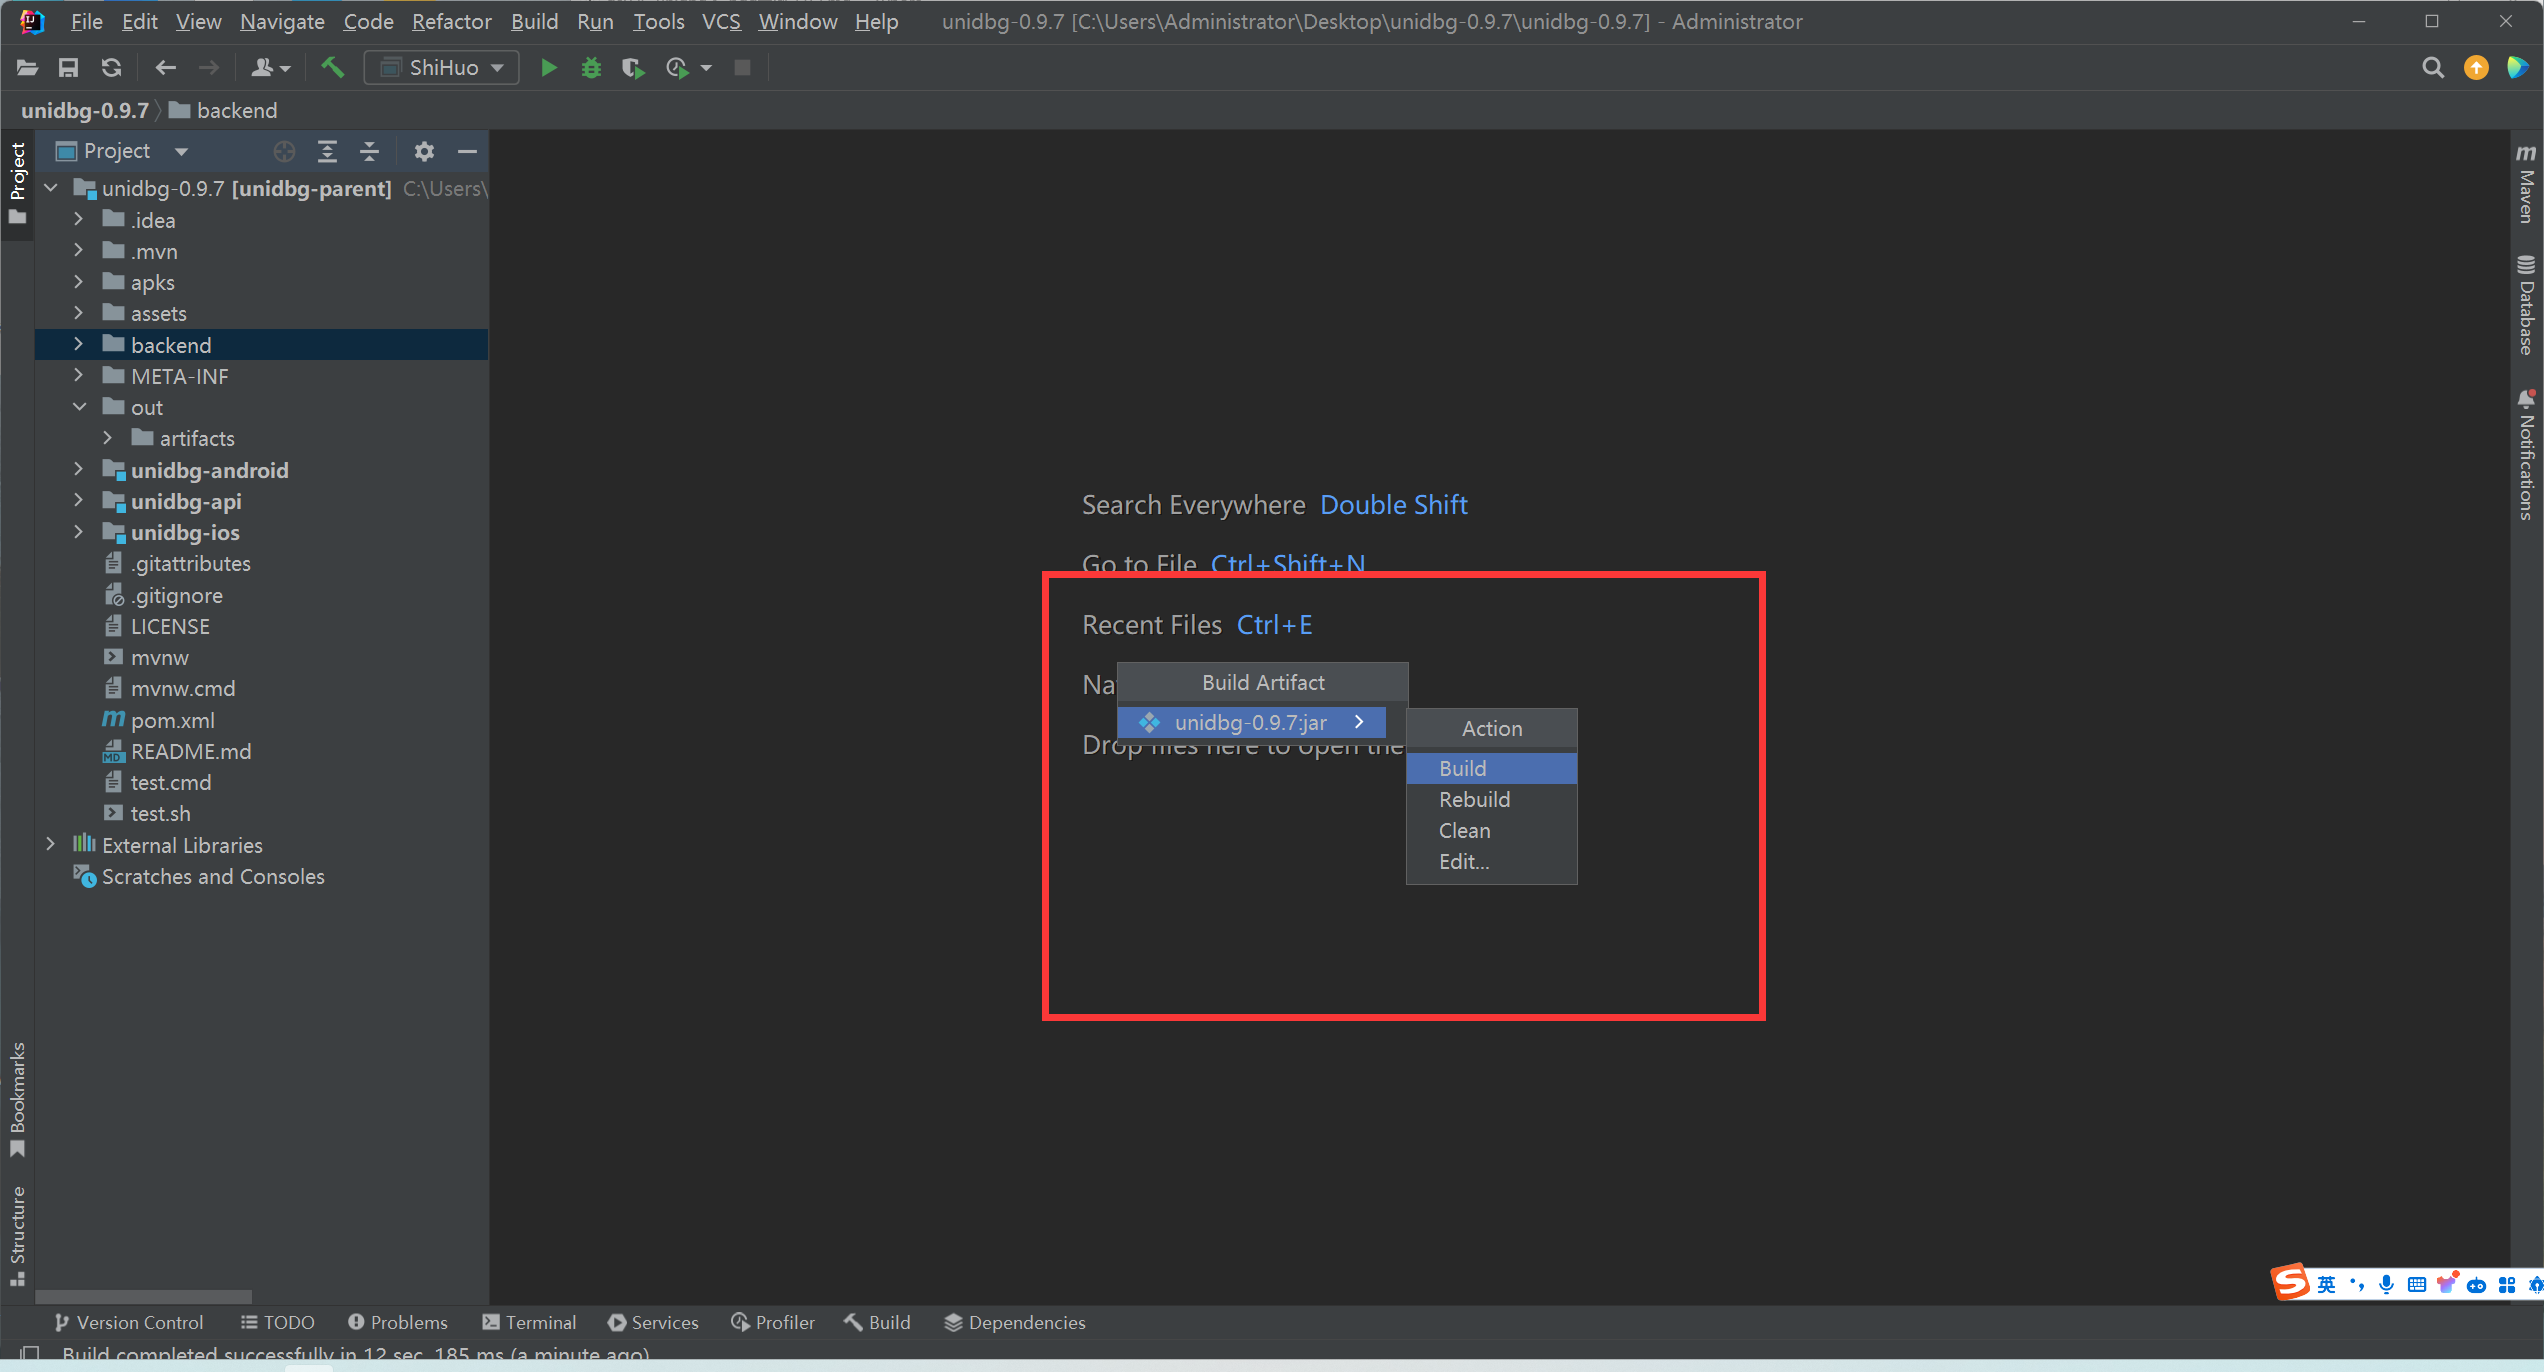 File Edit View Navigate Code Refactor Build Run Tools VCS Window Help unidbg-0.9.7 [C:\Users\Administrator\Desktop\unidbg-0.9.7\unidbg-0.9.7] - Administrator
ShiHuo
unidbg-0.9.7 backend
Project
Project
unidbg-0.9.7 [unidbg-parent] C:\Users\
.idea
.mvn
apks
assets
backend
META-INF
out
artifacts
unidbg-android
unidbg-api
unidbg-ios
.gitattributes
.gitignore
LICENSE
mvnw
mvnw.cmd
pom.xml
README.md
test.cmd
test.sh
External Libraries
Scratches and Consoles
Search Everywhere Double Shift
Go to File Ctrl+Shift+N
Recent Files Ctrl+E
Na
Build Artifact
unidbg-0.9.7:jar
Drop files here to open the
Action
Build
Rebuild
Clean
Edit...
Maven
Database
Notifications
Bookmarks
Structure
英
Version Control TODO Problems Terminal Services Profiler Build Dependencies
Build completed successfully in 12 sec, 185 ms (a minute ago)